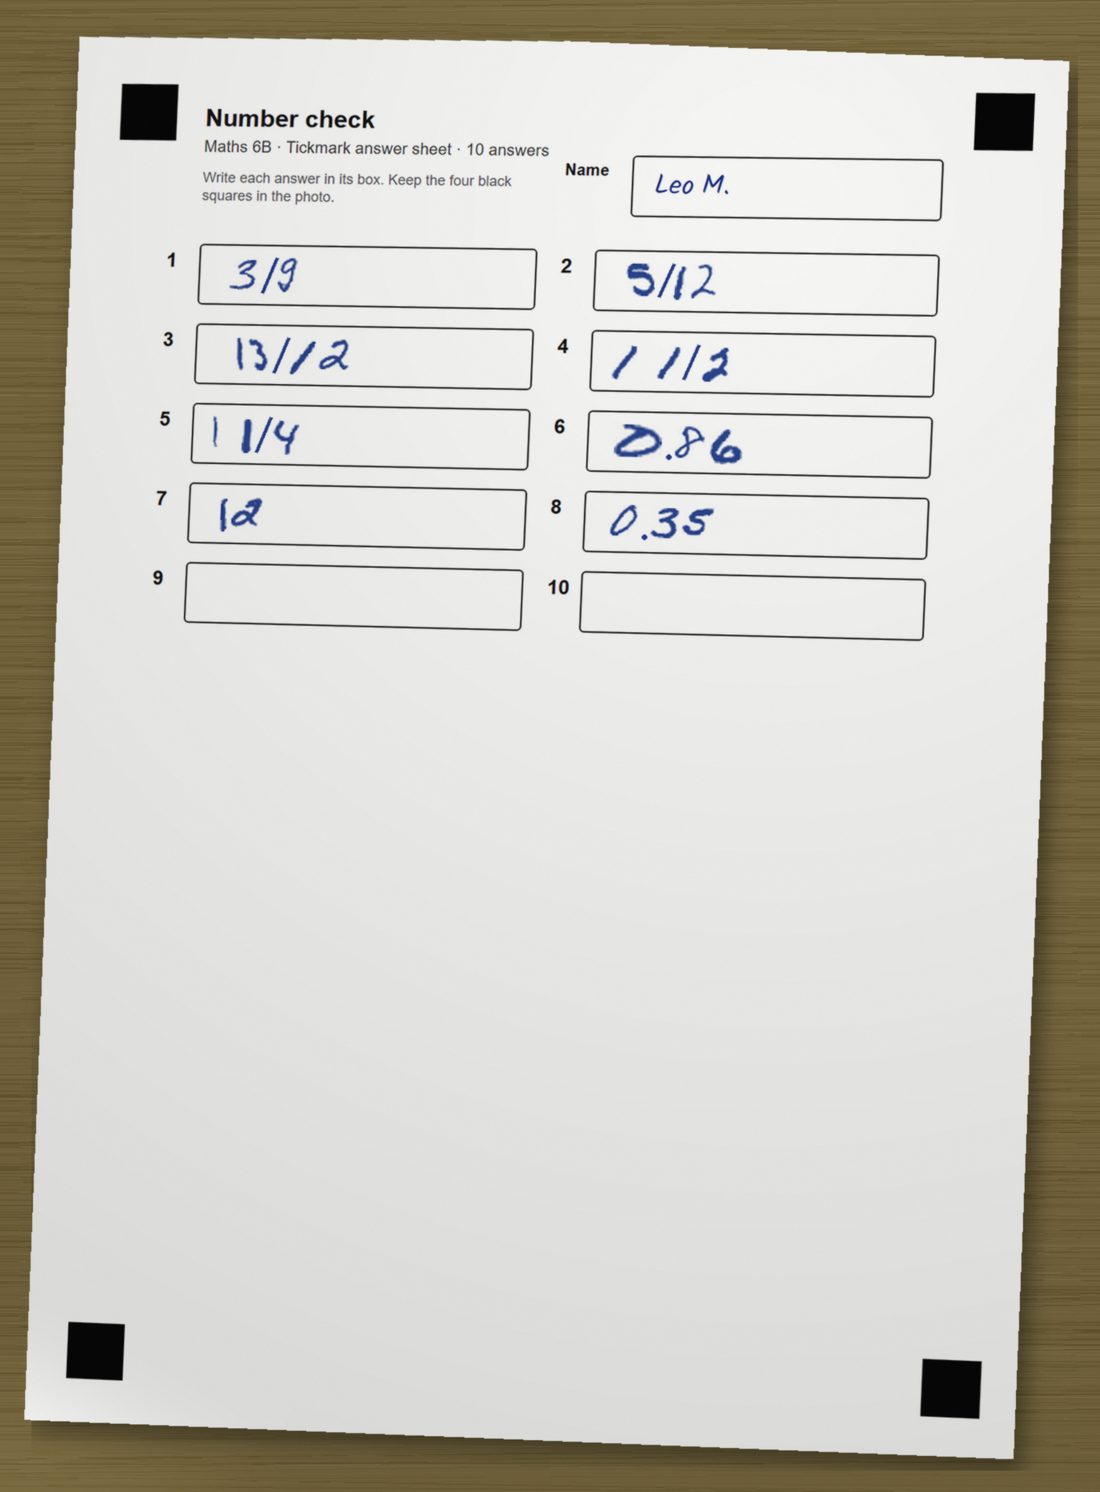 Number check
Maths 6B · Tickmark answer sheet · 10 answers
Write each answer in its box. Keep the four black
squares in the photo.
Name Leo M.
1 3/9
2 5/12
3 13/12
4 1 1/2
5 1 1/4
6 0.86
7 12
8 0.35
9
10